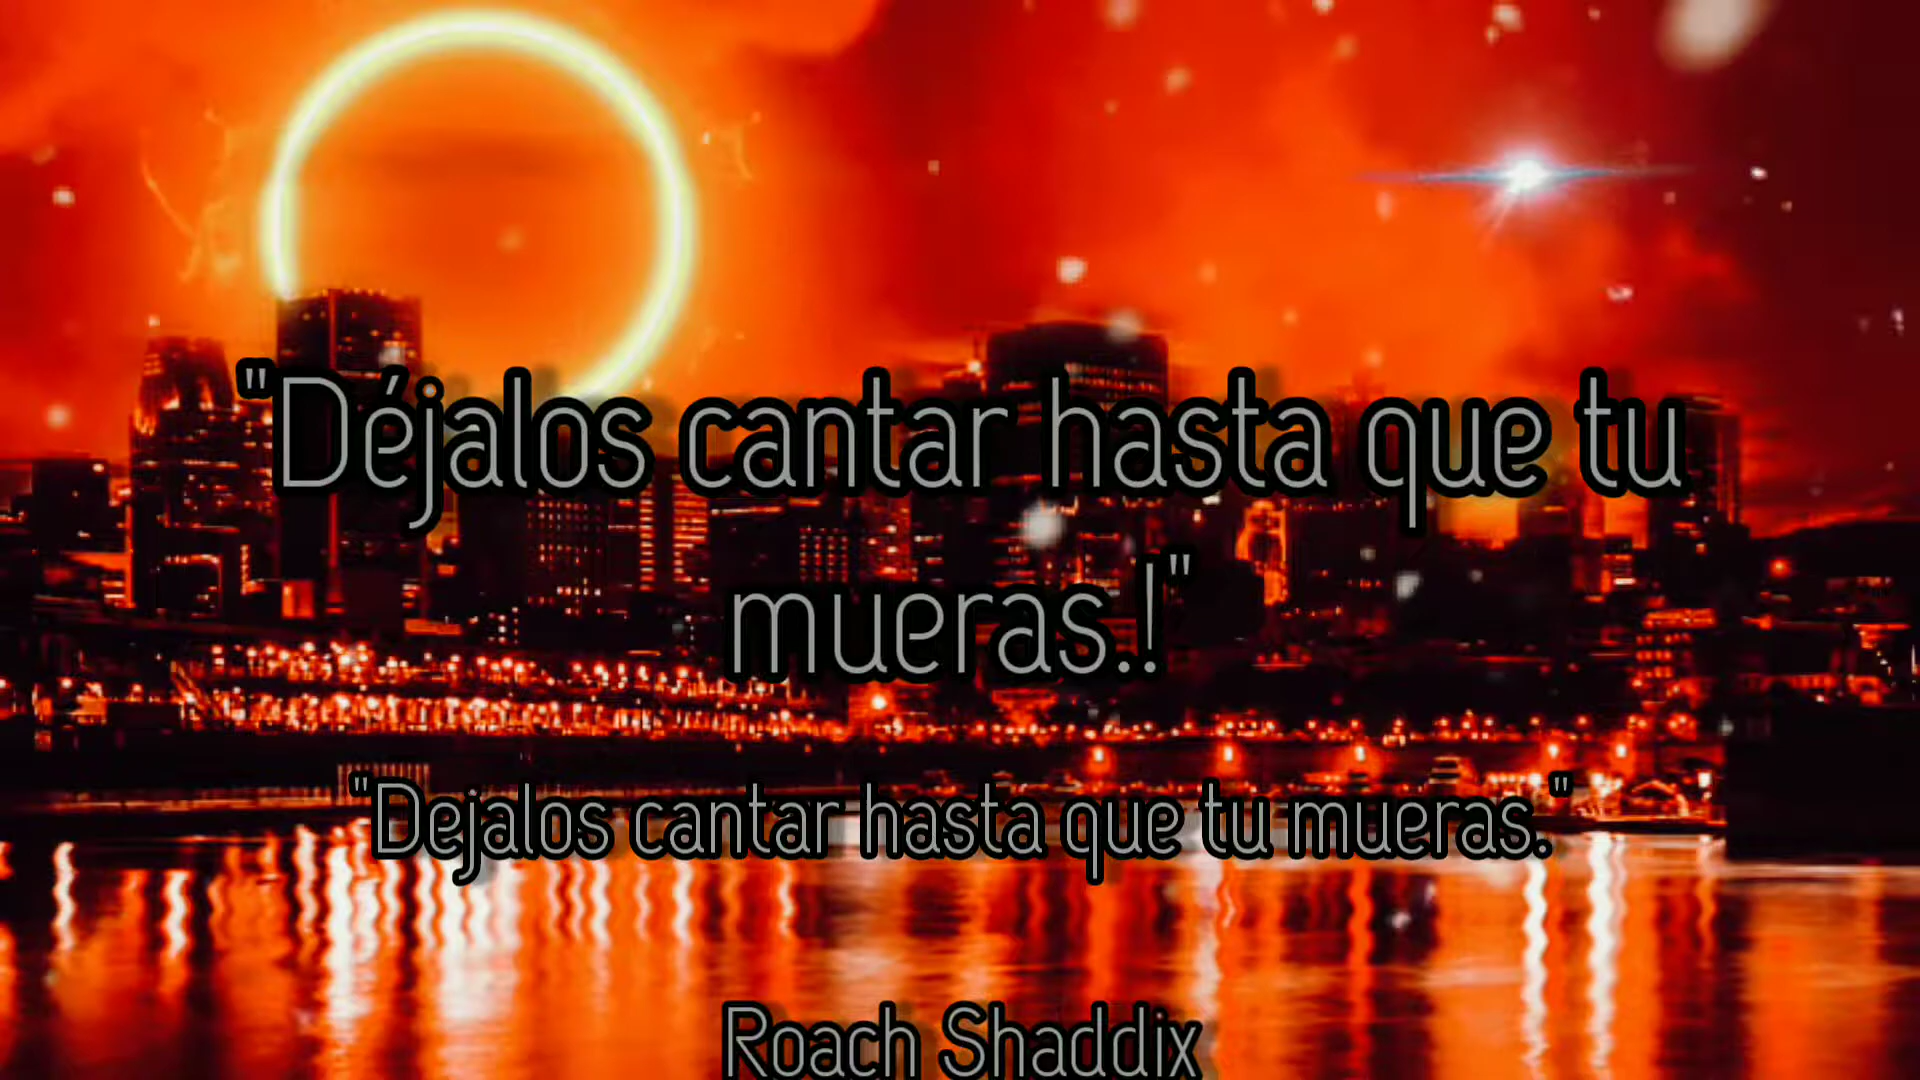 "Déjalos cantar hasta que tu
mueras.!"
"Dejalos cantar hasta que tu mueras."
Roach Shaddix